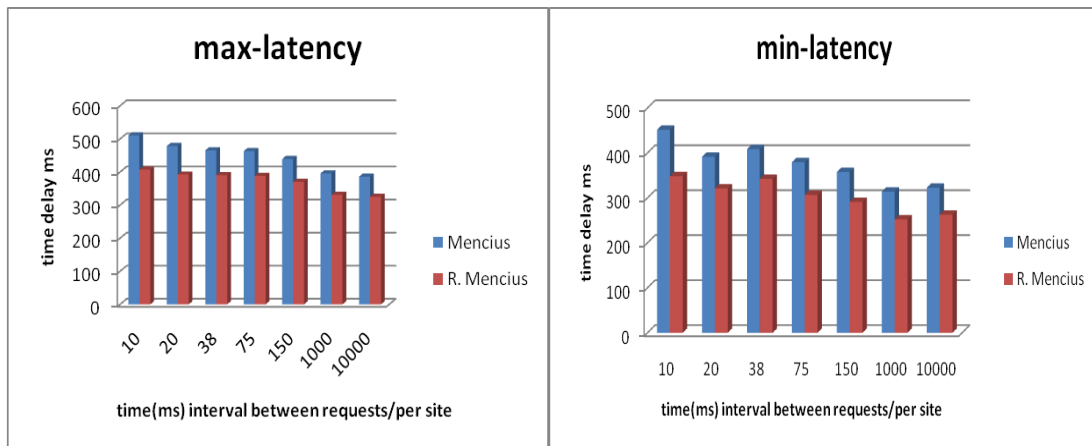 max-latency
600
500
400
300
200
100
0
time delay ms
10 20 38 75 150 1000 10000
time(ms) interval between requests/per site
Mencius
R. Mencius
min-latency
500
400
300
200
100
0
time delay ms
10 20 38 75 150 1000 10000
time(ms) interval between requests/per site
Mencius
R. Mencius